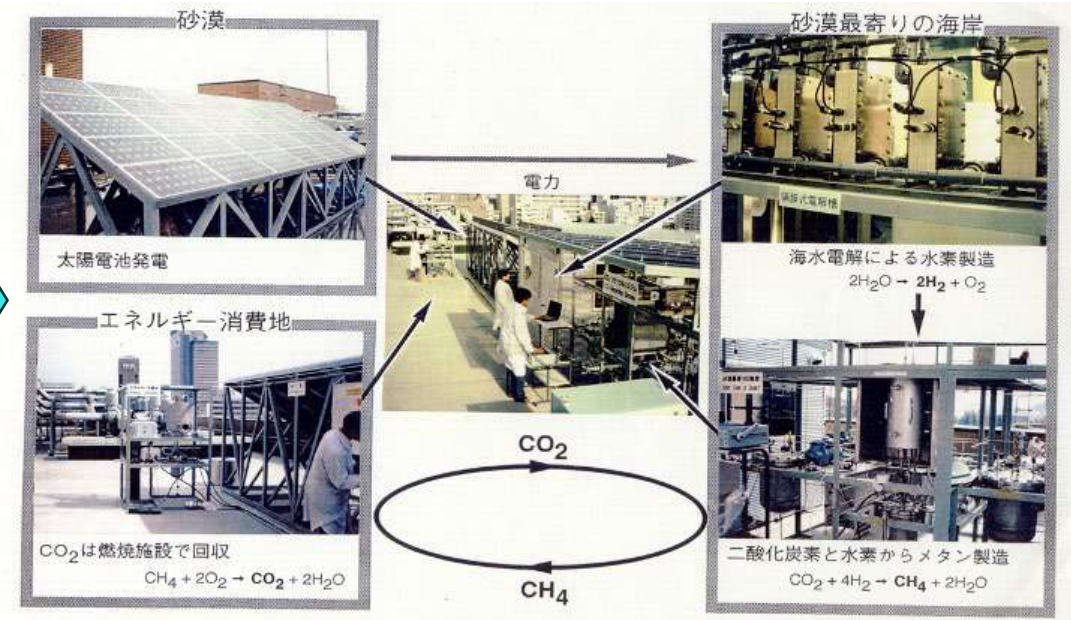 砂漠
太陽電池発電
電力
砂漠最寄りの海岸
海水電解による水素製造
2H₂O → 2H₂ + O₂
エネルギー消費地
CO₂は燃焼施設で回収
CH₄ + 2O₂ → CO₂ + 2H₂O
CO₂
CH₄
二酸化炭素と水素からメタン製造
CO₂ + 4H₂ → CH₄ + 2H₂O